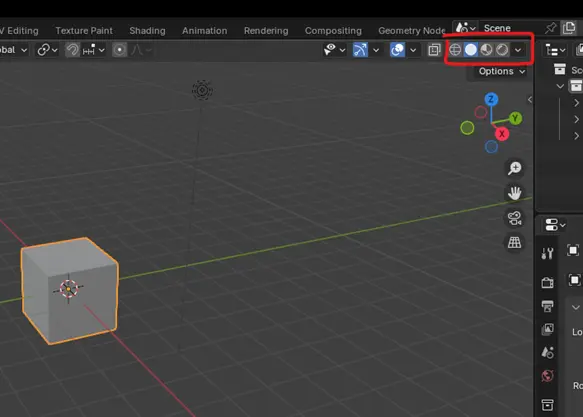 V Editing Texture Paint Shading Animation Rendering Compositing Geometry Node Scene
obal
Options
Z
Y
X
Sc
Lo
Ro